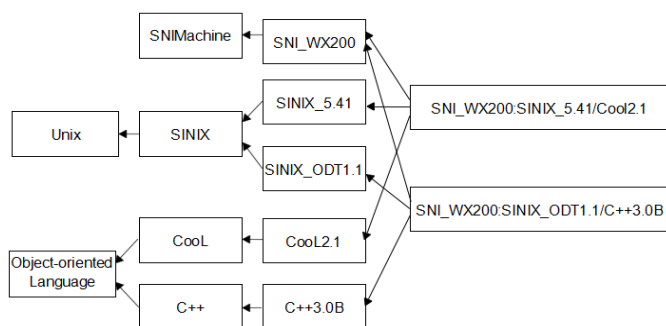 SNIMachine
SNI_WX200
SINIX_5.41
SNI_WX200:SINIX_5.41/Cool2.1
Unix
SINIX
SINIX_ODT1.1
SNI_WX200:SINIX_ODT1.1/C++3.0B
CooL
CooL2.1
Object-oriented
Language
C++
C++3.0B